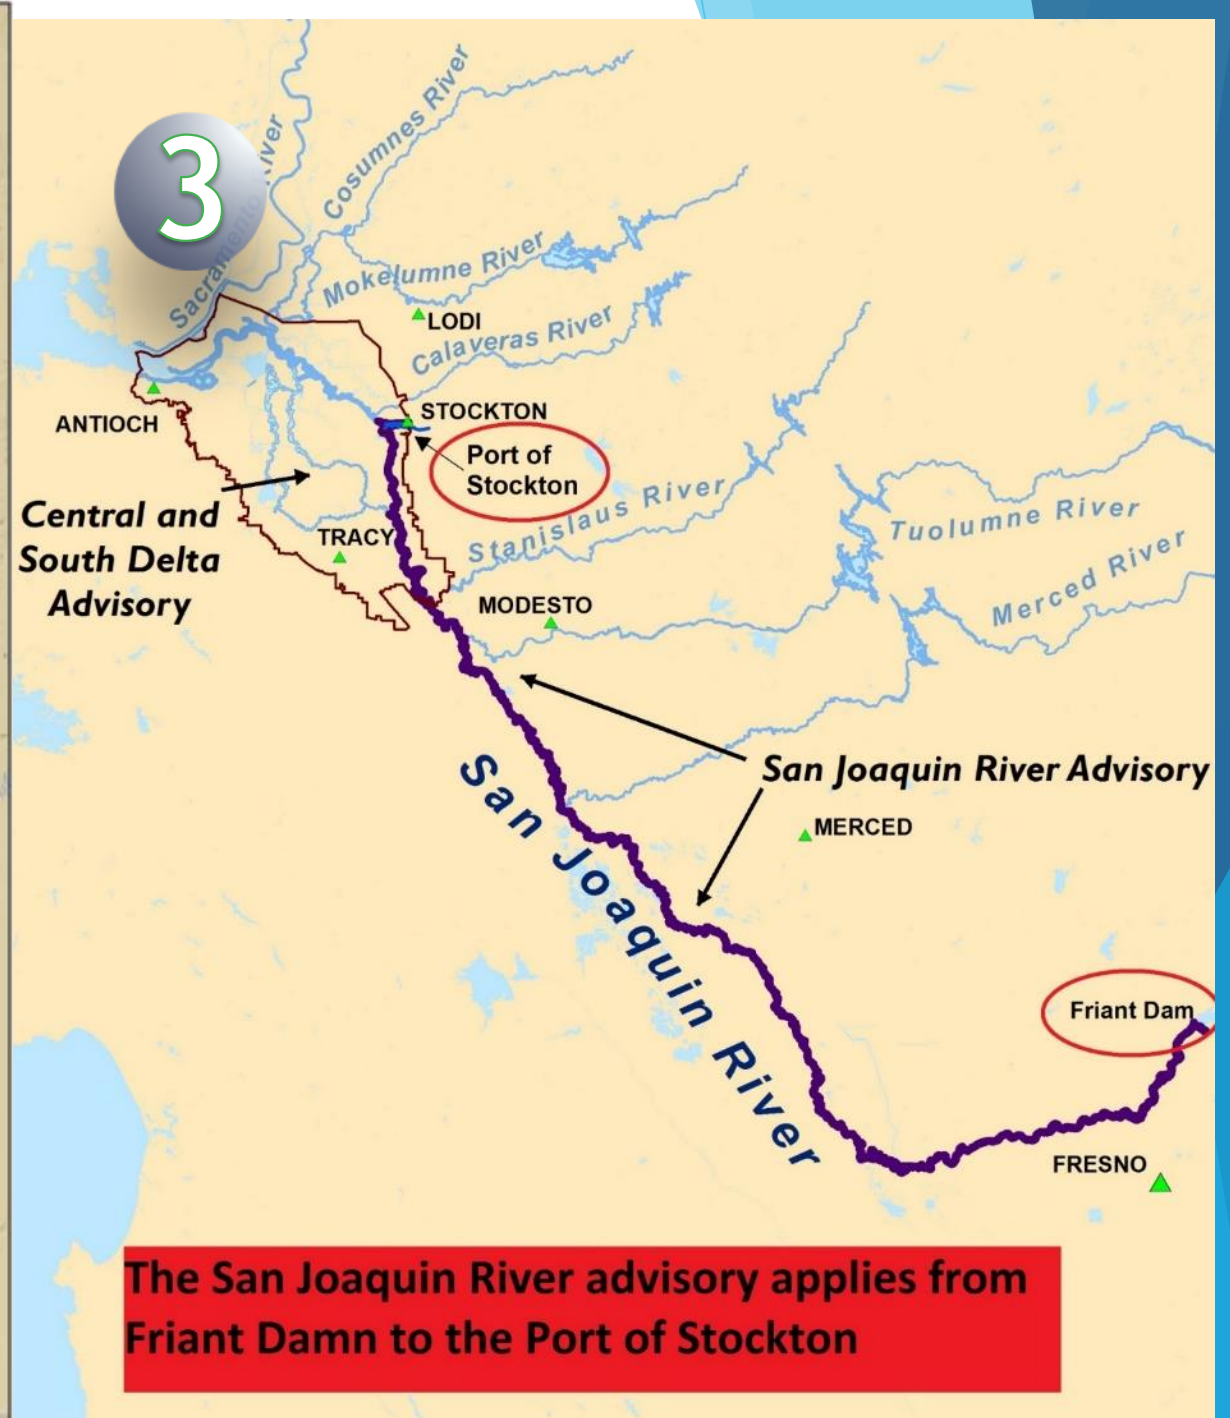 3
Sacramento River
Cosumnes River
Mokelumne River
LODI
Calaveras River
ANTIOCH
STOCKTON
Port of
Stockton
Central and
South Delta
Advisory
TRACY
Stanislaus River
Tuolumne River
Merced River
MODESTO
San Joaquin River Advisory
San Joaquin River
MERCED
Friant Dam
FRESNO
The San Joaquin River advisory applies from
Friant Damn to the Port of Stockton